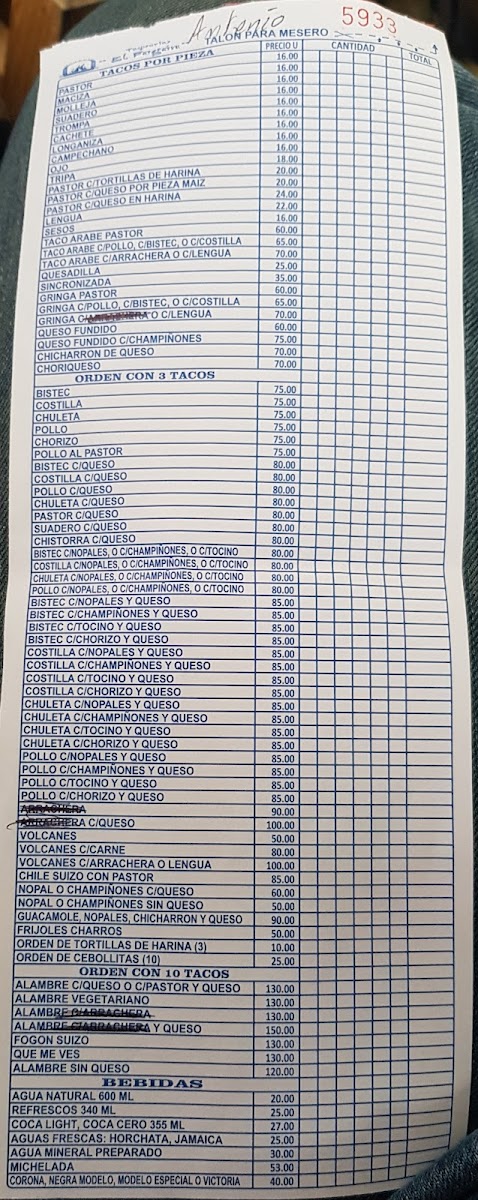 Antonio
5933
Taqueria
"El Paisa
TALON PARA MESERO
TACOS POR PIEZA PRECIO U CANTIDAD TOTAL
PASTOR 16.00
MACIZA 16.00
MOLLEJA 16.00
SUADERO 16.00
TROMPA 16.00
CACHETE 16.00
LONGANIZA 16.00
CAMPECHANO 16.00
OJO 16.00
TRIPA 18.00
PASTOR C/TORTILLAS DE HARINA 20.00
PASTOR C/QUESO POR PIEZA MAIZ 20.00
PASTOR C/QUESO EN HARINA 24.00
LENGUA 22.00
SESOS 16.00
TACO ARABE PASTOR 60.00
TACO ARABE C/POLLO, C/BISTEC, O C/COSTILLA 65.00
TACO ARABE C/ARRACHERA O C/LENGUA 70.00
QUESADILLA 25.00
SINCRONIZADA 35.00
GRINGA PASTOR 60.00
GRINGA C/POLLO, C/BISTEC, O C/COSTILLA 65.00
GRINGA C/ARRACHERA O C/LENGUA 70.00
QUESO FUNDIDO 60.00
QUESO FUNDIDO C/CHAMPIÑONES 75.00
CHICHARRON DE QUESO 70.00
CHORIQUESO 70.00
ORDEN CON 3 TACOS
BISTEC 75.00
COSTILLA 75.00
CHULETA 75.00
POLLO 75.00
CHORIZO 75.00
POLLO AL PASTOR 75.00
BISTEC C/QUESO 80.00
COSTILLA C/QUESO 80.00
POLLO C/QUESO 80.00
CHULETA C/QUESO 80.00
PASTOR C/QUESO 80.00
SUADERO C/QUESO 80.00
CHISTORRA C/QUESO 80.00
BISTEC C/NOPALES, O C/CHAMPIÑONES, O C/TOCINO 80.00
COSTILLA C/NOPALES, O C/CHAMPIÑONES, O C/TOCINO 80.00
CHULETA C/NOPALES, O C/CHAMPIÑONES, O C/TOCINO 80.00
POLLO C/NOPALES, O C/CHAMPIÑONES, O C/TOCINO 80.00
BISTEC C/NOPALES Y QUESO 85.00
BISTEC C/CHAMPIÑONES Y QUESO 85.00
BISTEC C/TOCINO Y QUESO 85.00
BISTEC C/CHORIZO Y QUESO 85.00
COSTILLA C/NOPALES Y QUESO 85.00
COSTILLA C/CHAMPIÑONES Y QUESO 85.00
COSTILLA C/TOCINO Y QUESO 85.00
COSTILLA C/CHORIZO Y QUESO 85.00
CHULETA C/NOPALES Y QUESO 85.00
CHULETA C/CHAMPIÑONES Y QUESO 85.00
CHULETA C/TOCINO Y QUESO 85.00
CHULETA C/CHORIZO Y QUESO 85.00
POLLO C/NOPALES Y QUESO 85.00
POLLO C/CHAMPIÑONES Y QUESO 85.00
POLLO C/TOCINO Y QUESO 85.00
POLLO C/CHORIZO Y QUESO 85.00
ARRACHERA 90.00
ARRACHERA C/QUESO 100.00
VOLCANES 50.00
VOLCANES C/CARNE 80.00
VOLCANES C/ARRACHERA O LENGUA 100.00
CHILE SUIZO CON PASTOR 85.00
NOPAL O CHAMPIÑONES C/QUESO 60.00
NOPAL O CHAMPIÑONES SIN QUESO 50.00
GUACAMOLE, NOPALES, CHICHARRON Y QUESO 90.00
FRIJOLES CHARROS 50.00
ORDEN DE TORTILLAS DE HARINA (3) 10.00
ORDEN DE CEBOLLITAS (10) 25.00
ORDEN CON 10 TACOS
ALAMBRE C/QUESO O C/PASTOR Y QUESO 130.00
ALAMBRE VEGETARIANO 130.00
ALAMBRE C/ARRACHERA 130.00
ALAMBRE C/ARRACHERA Y QUESO 150.00
FOGON SUIZO 130.00
QUE ME VES 130.00
ALAMBRE SIN QUESO 120.00
BEBIDAS
AGUA NATURAL 600 ML 20.00
REFRESCOS 340 ML 25.00
COCA LIGHT, COCA CERO 355 ML 27.00
AGUAS FRESCAS: HORCHATA, JAMAICA 25.00
AGUA MINERAL PREPARADO 30.00
MICHELADA 53.00
CORONA, NEGRA MODELO, MODELO ESPECIAL O VICTORIA 40.00